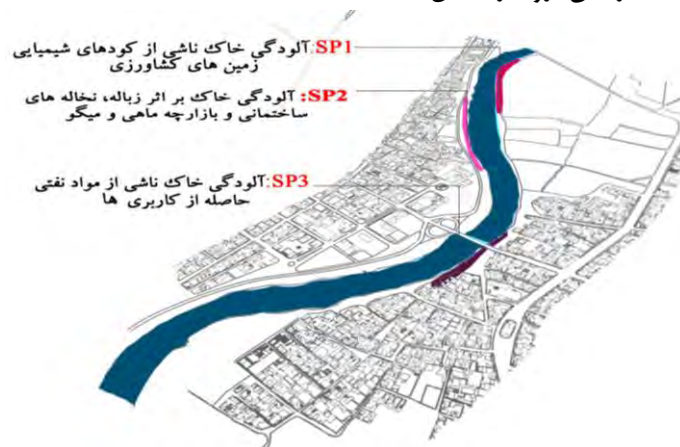 SP1:آلودگی خاک ناشی از کودهای شیمیایی
زمین های کشاورزی
SP2: آلودگی خاک بر اثر زباله، نخاله های
ساختمانی و بازارچه ماهی و میگو
SP3:آلودگی خاک ناشی از مواد نفتی
حاصله از کاربری ها